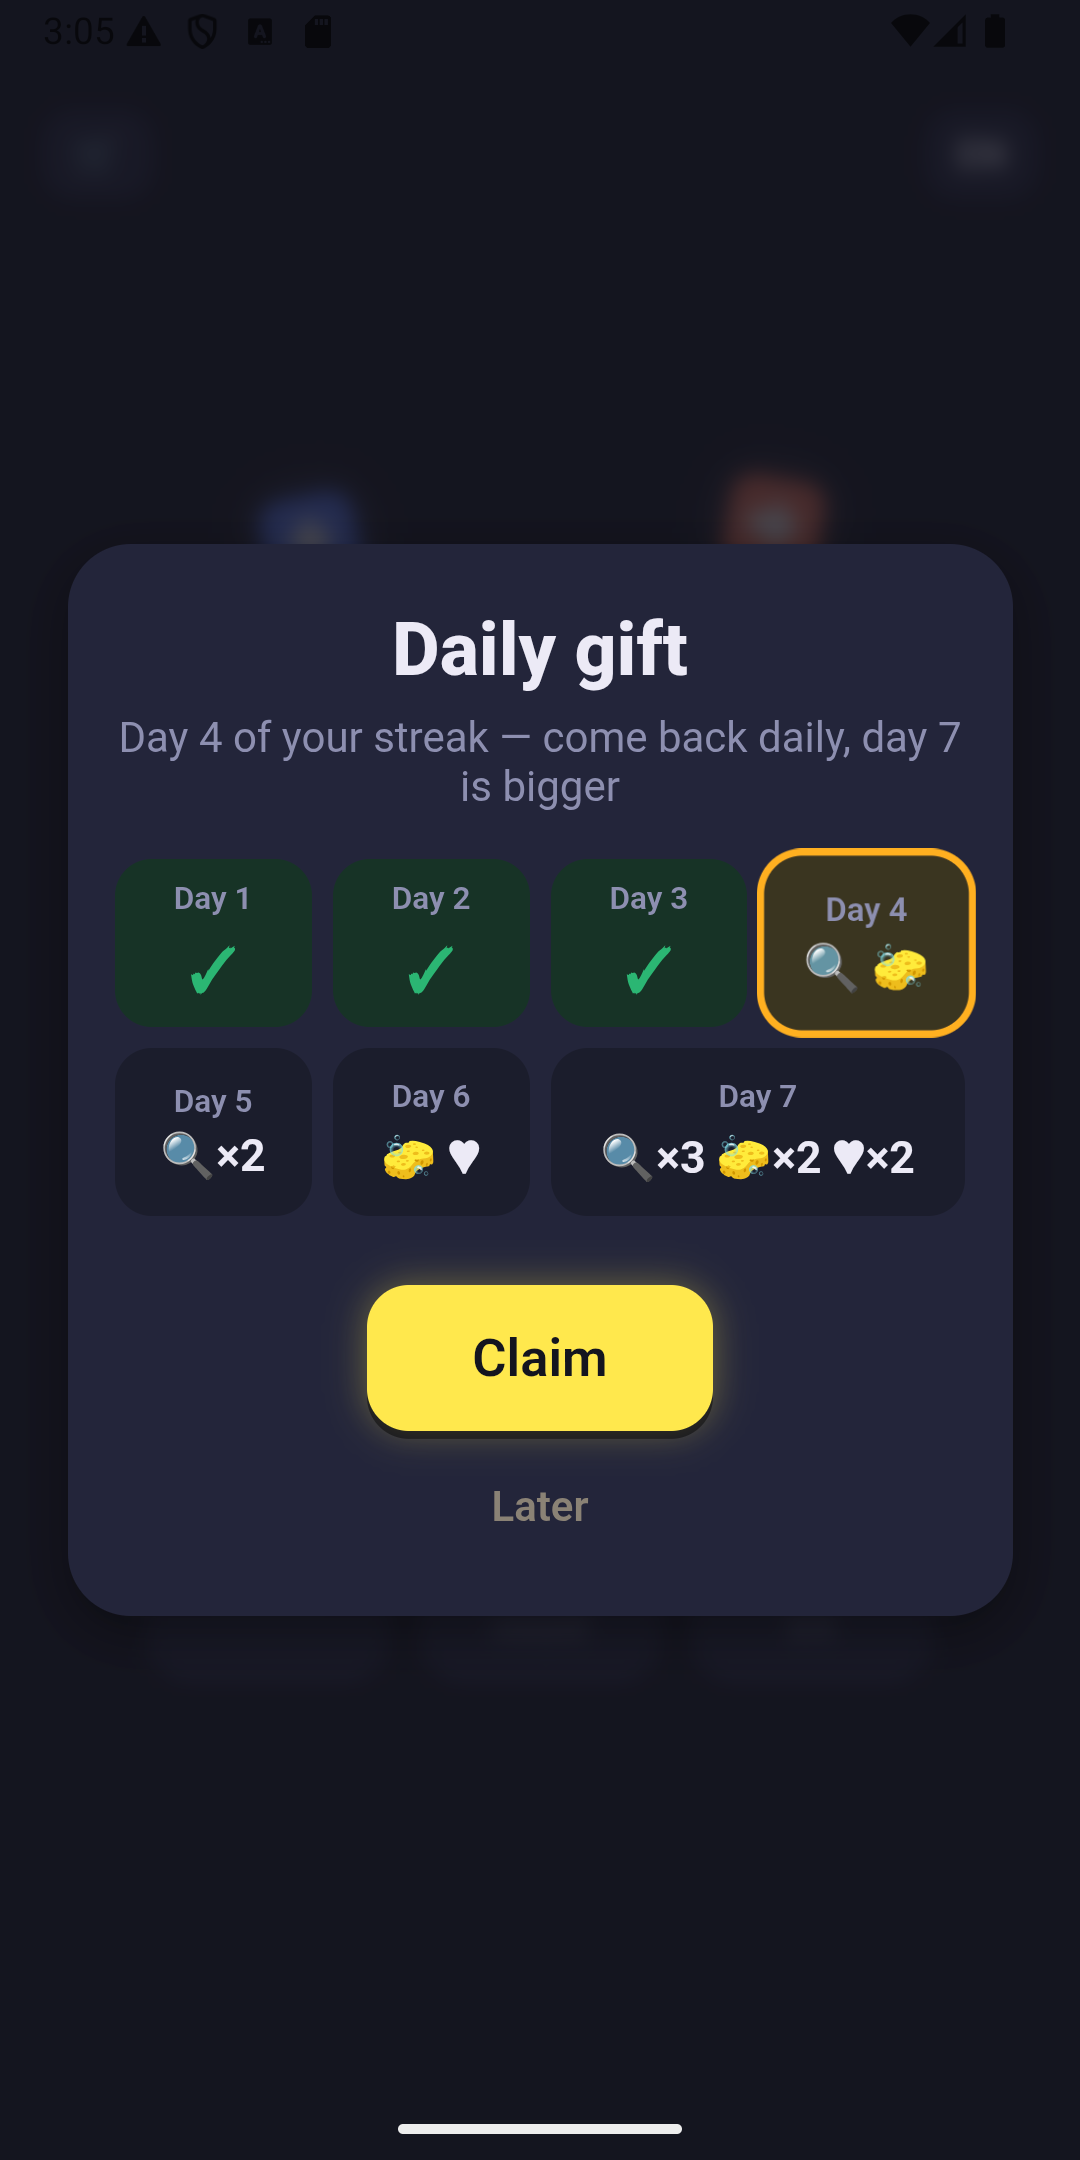 3:05
Daily gift
Day 4 of your streak — come back daily, day 7
is bigger
Day 1
Day 2
Day 3
Day 4
Day 5
×2
Day 6
Day 7
×3 ×2 ♥×2
Claim
Later